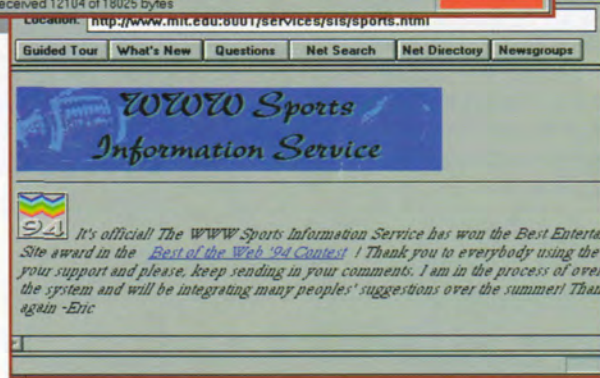 eceived 12104 of 18025 bytes
Location: http://www.mit.edu:8001/services/sis/sports.html
Guided Tour What's New Questions Net Search Net Directory Newsgroups
WWW Sports
Information Service
94 It's official! The WWW Sports Information Service has won the Best Enterta
Site award in the Best of the Web '94 Contest ! Thank you to everybody using the
your support and please, keep sending in your comments. I am in the process of over
the system and will be integrating many peoples' suggestions over the summer! Than
again -Eric